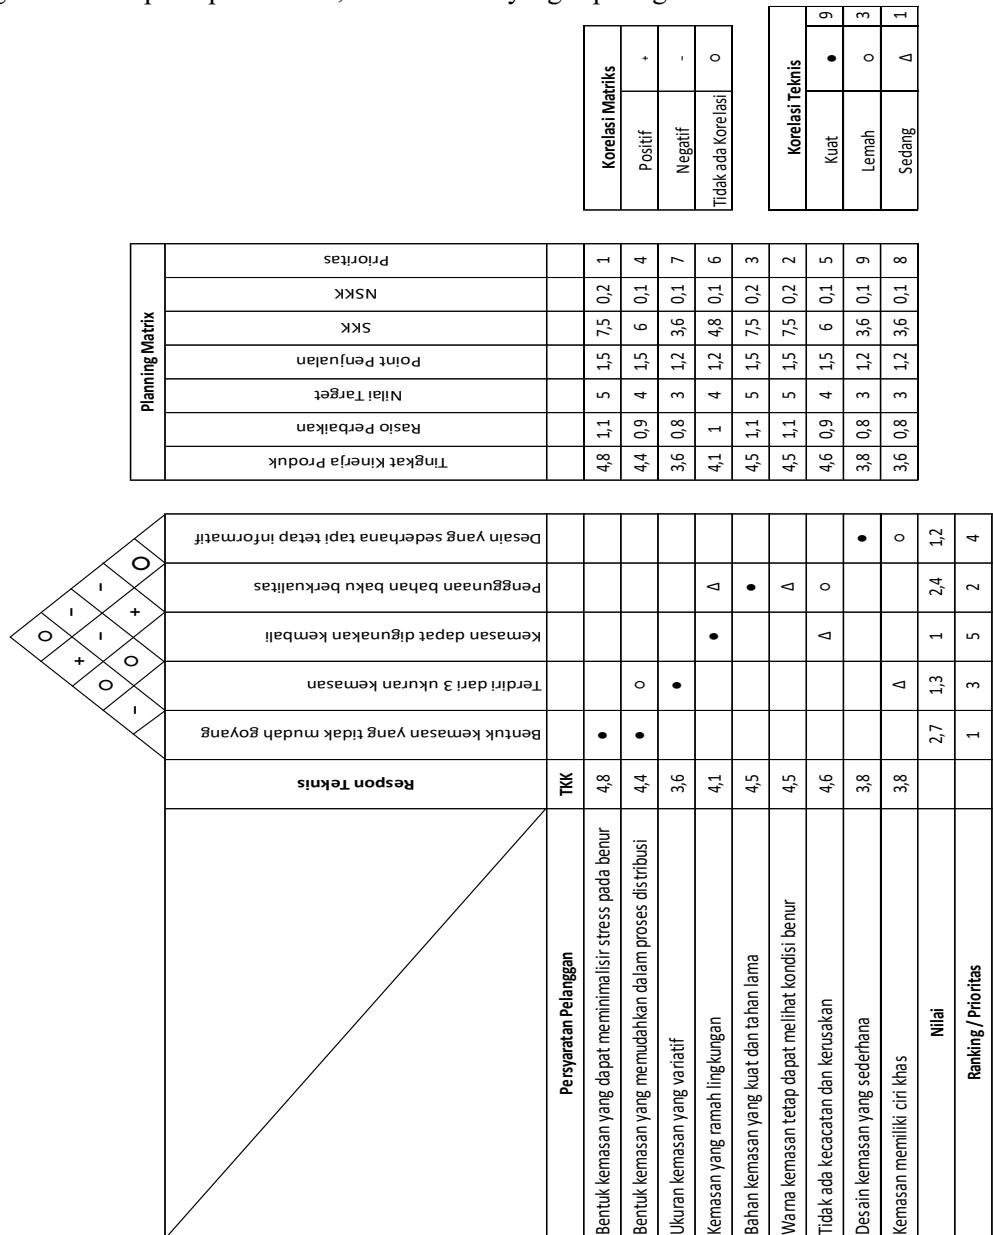 O
+ −
O − −
− O + O
Planning Matrix
Respon Teknis
Bentuk kemasan yang tidak mudah goyang
Terdiri dari 3 ukuran kemasan
Kemasan dapat digunakan kembali
Penggunaan bahan baku berkualitas
Desain yang sederhana tapi tetap informatif
Tingkat Kinerja Produk
Rasio Perbaikan
Nilai Target
Point Penjualan
SKK
NSKK
Prioritas
Persyaratan Pelanggan TKK
Bentuk kemasan yang dapat meminimalisir stress pada benur 4,8 ● 4,8 1,1 5 1,5 7,5 0,2 1
Bentuk kemasan yang memudahkan dalam proses distribusi 4,4 ● ○ 4,4 0,9 4 1,5 6 0,1 4
Ukuran kemasan yang variatif 3,6 ● 3,6 0,8 3 1,2 3,6 0,1 7
Kemasan yang ramah lingkungan 4,1 ● Δ 4,1 1 4 1,2 4,8 0,1 6
Bahan kemasan yang kuat dan tahan lama 4,5 ● 4,5 1,1 5 1,5 7,5 0,2 3
Warna kemasan tetap dapat melihat kondisi benur 4,5 Δ 4,5 1,1 5 1,5 7,5 0,2 2
Tidak ada kecacatan dan kerusakan 4,6 Δ ○ 4,6 0,9 4 1,5 6 0,1 5
Desain kemasan yang sederhana 3,8 ● 3,8 0,8 3 1,2 3,6 0,1 9
Kemasan memiliki ciri khas 3,8 Δ ○ 3,6 0,8 3 1,2 3,6 0,1 8
Nilai 2,7 1,3 1 2,4 1,2
Ranking / Prioritas 1 3 5 2 4
Korelasi Matriks
Positif +
Negatif -
Tidak ada Korelasi ○
Korelasi Teknis
Kuat ● 9
Lemah ○ 3
Sedang Δ 1